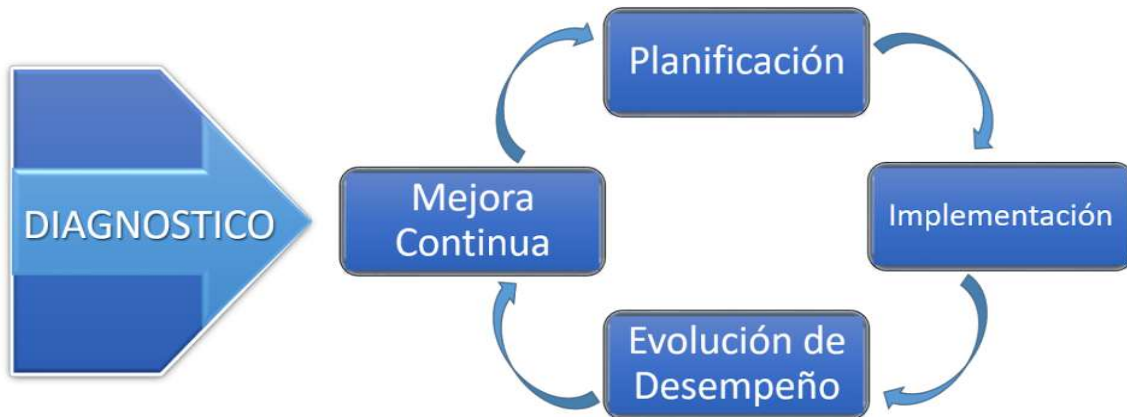 DIAGNOSTICO
Planificación
Implementación
Evolución de
Desempeño
Mejora
Continua